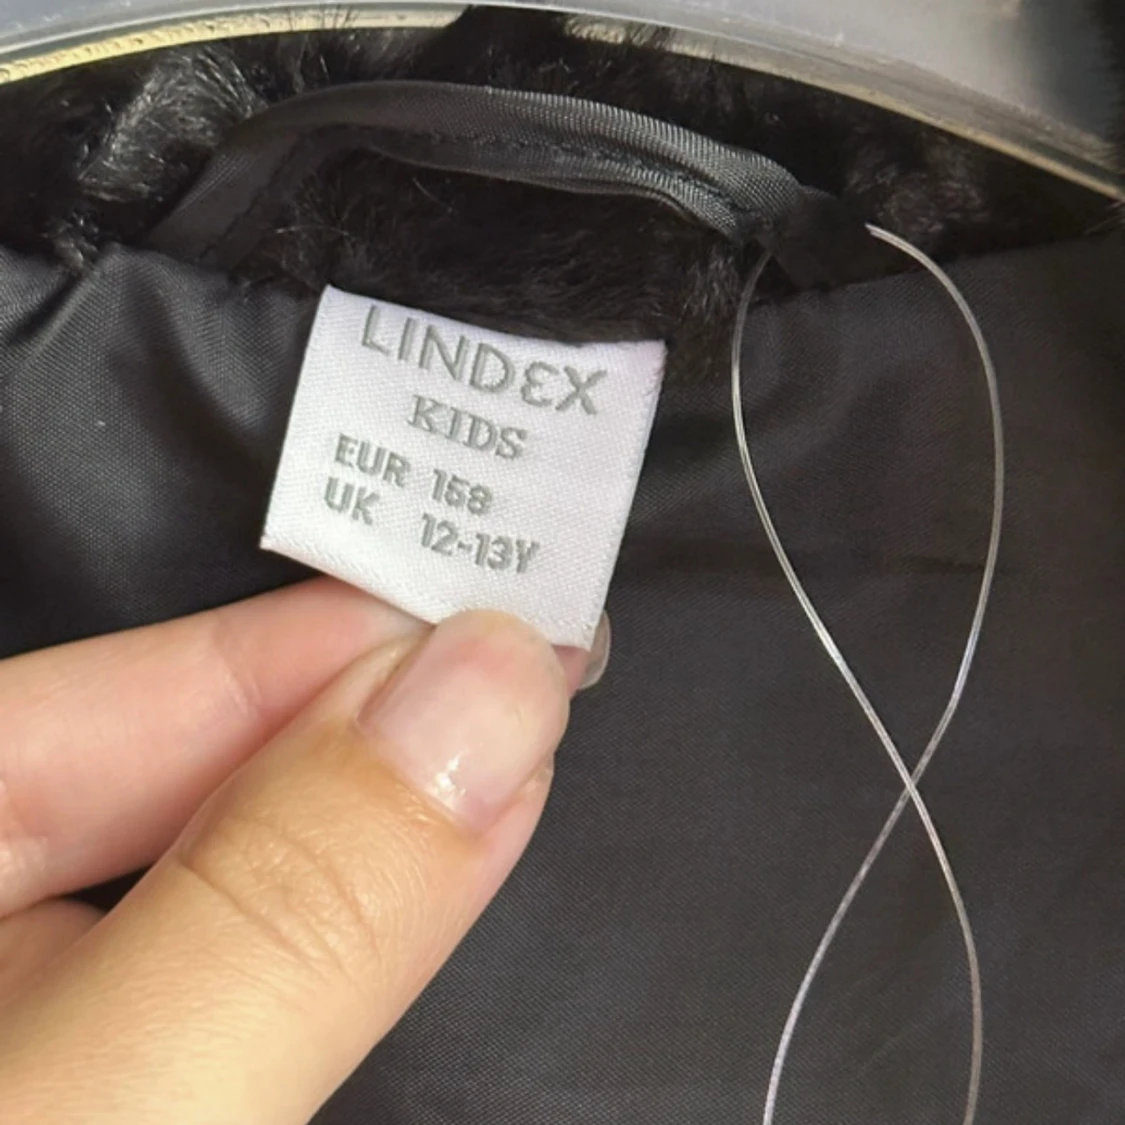 LINDEX
KIDS
EUR 158
UK 12-13Y